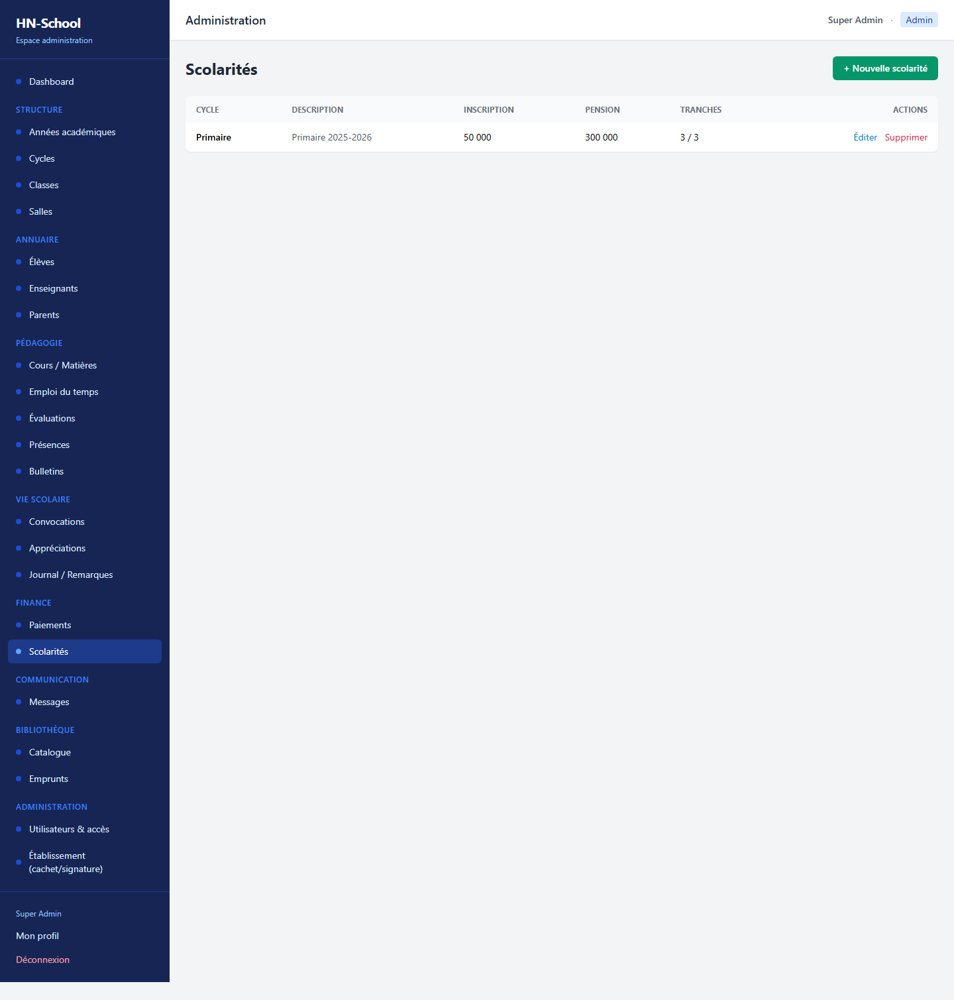 HN-School
Espace administration
Dashboard
STRUCTURE
Années académiques
Cycles
Classes
Salles
ANNUAIRE
Élèves
Enseignants
Parents
PÉDAGOGIE
Cours / Matières
Emploi du temps
Évaluations
Présences
Bulletins
VIE SCOLAIRE
Convocations
Appréciations
Journal / Remarques
FINANCE
Paiements
Scolarités
COMMUNICATION
Messages
BIBLIOTHÈQUE
Catalogue
Emprunts
ADMINISTRATION
Utilisateurs & accès
Établissement
(cachet/signature)
Super Admin
Mon profil
Déconnexion
Administration
Super Admin · Admin
Scolarités
+ Nouvelle scolarité
CYCLE DESCRIPTION INSCRIPTION PENSION TRANCHES ACTIONS
Primaire Primaire 2025-2026 50 000 300 000 3 / 3 Éditer Supprimer